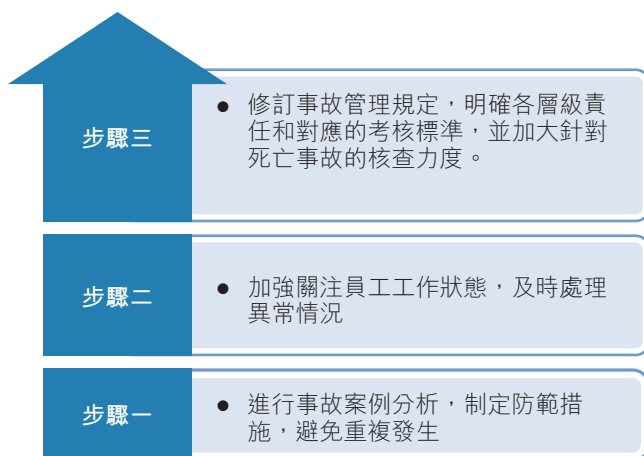 步驟三
● 修訂事故管理規定，明確各層級責
任和對應的考核標準，並加大針對
死亡事故的核查力度。
步驟二
● 加強關注員工工作狀態，及時處理
異常情況
步驟一
● 進行事故案例分析，制定防範措
施，避免重複發生